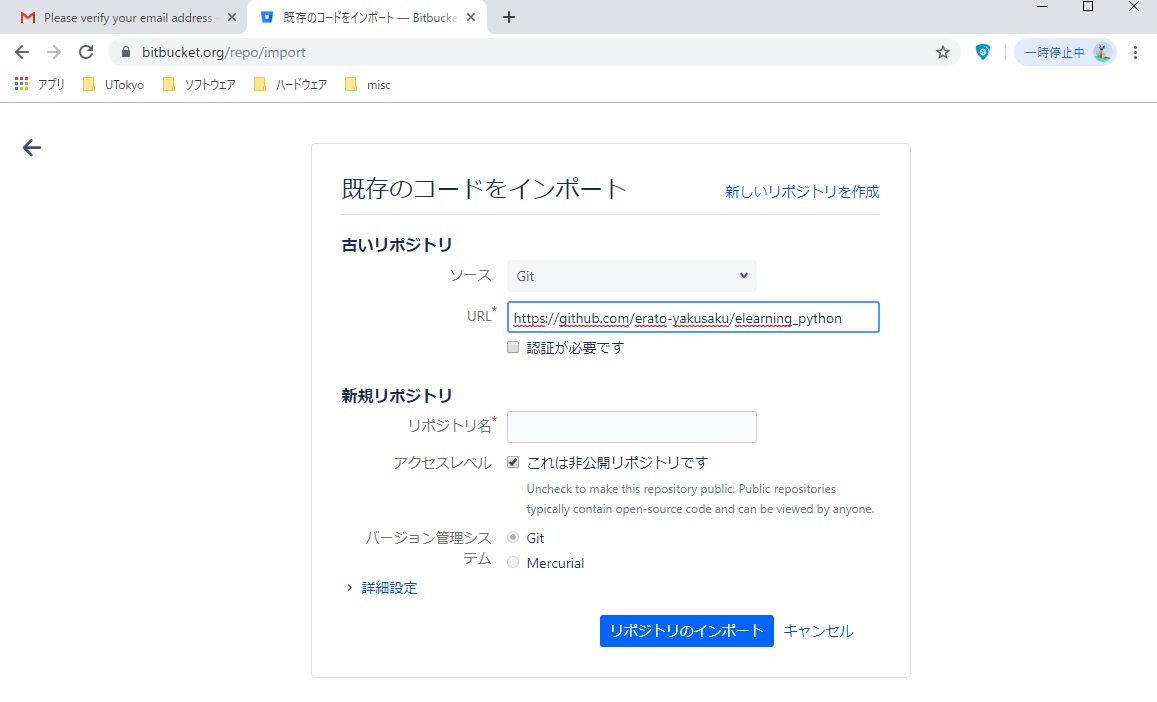 Please verify your email address
既存のコードをインポート — Bitbucke
bitbucket.org/repo/import
一時停止中
アプリ
UTokyo
ソフトウェア
ハードウェア
misc
既存のコードをインポート
新しいリポジトリを作成
古いリポジトリ
ソース
Git
URL*
https://github.com/erato-yakusaku/elearning_python
認証が必要です
新規リポジトリ
リポジトリ名*
アクセスレベル
これは非公開リポジトリです
Uncheck to make this repository public. Public repositories
typically contain open-source code and can be viewed by anyone.
バージョン管理シス
テム
Git
Mercurial
詳細設定
リポジトリのインポート
キャンセル